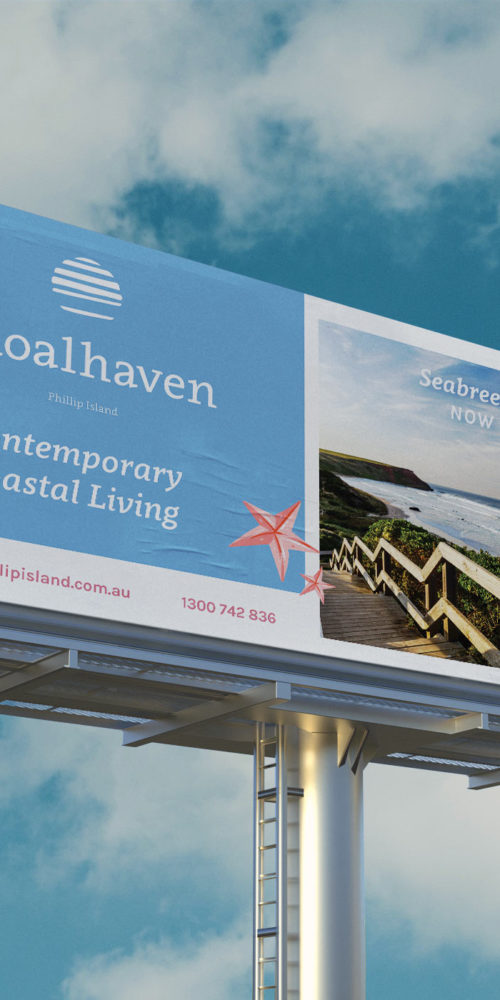 oalhaven
Phillip Island
ntemporary
astal Living
lipisland.com.au
1300 742 836
Seabree
NOW